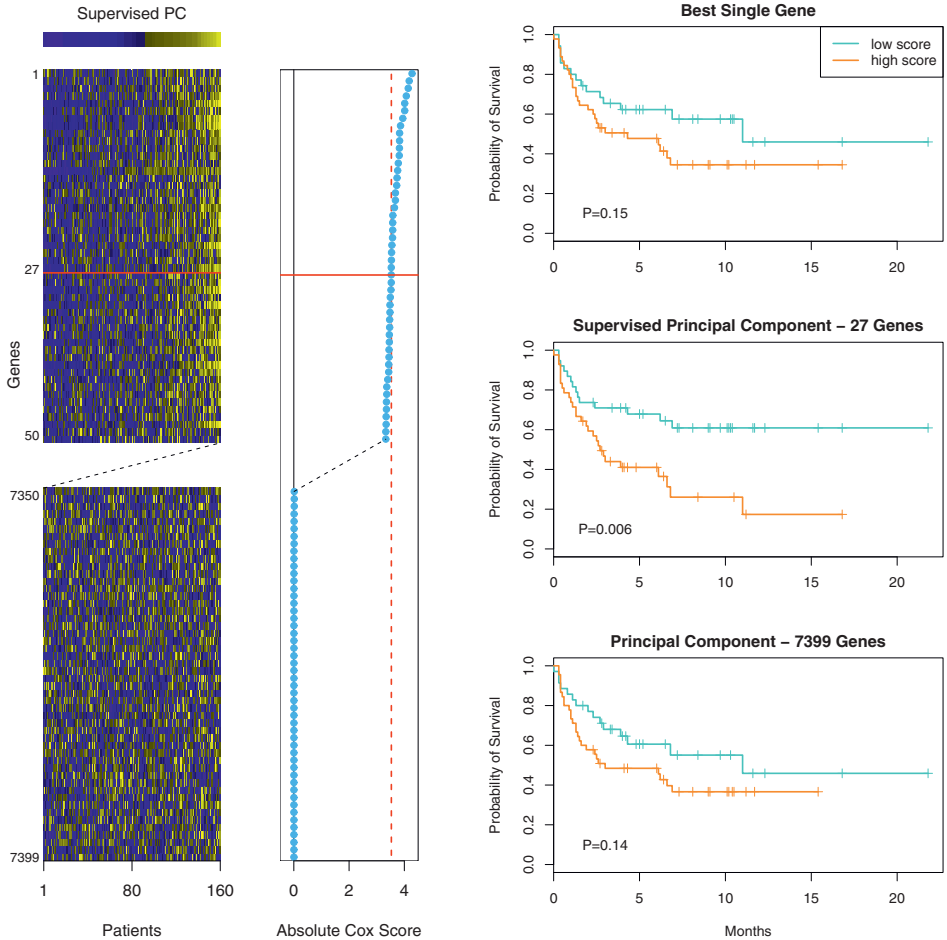 Supervised PC
Genes
1
27
50
7350
7399
1 80 160
Patients
0 2 4
Absolute Cox Score
Best Single Gene
Probability of Survival
1.0
0.8
0.6
0.4
0.2
0.0
low score
high score
P=0.15
0 5 10 15 20
Supervised Principal Component − 27 Genes
Probability of Survival
1.0
0.8
0.6
0.4
0.2
0.0
P=0.006
0 5 10 15 20
Principal Component − 7399 Genes
Probability of Survival
1.0
0.8
0.6
0.4
0.2
0.0
P=0.14
0 5 10 15 20
Months